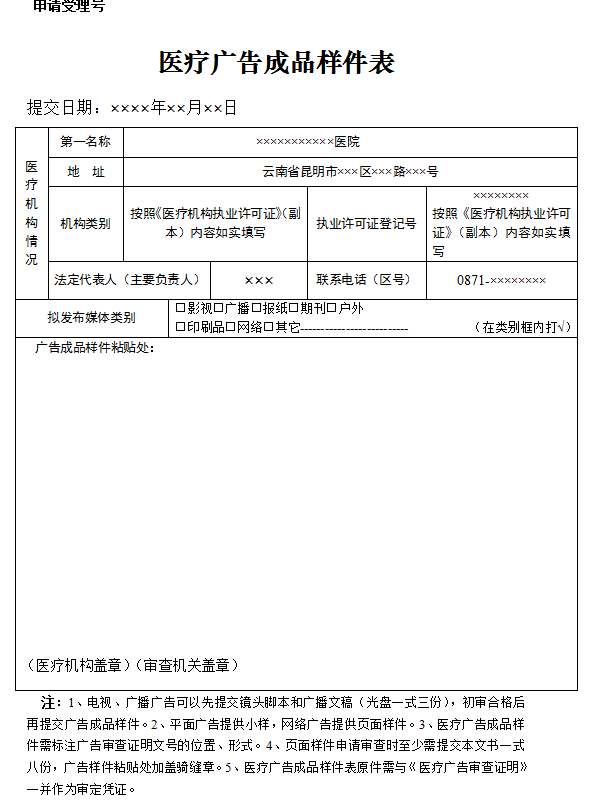 申请受理号
医疗广告成品样件表
提交日期：××××年××月××日
医疗机构情况
第一名称
×××××××××××医院
地 址
云南省昆明市×××区×××路×××号
机构类别
按照《医疗机构执业许可证》（副
本）内容如实填写
执业许可证登记号
××××××××
按照《医疗机构执业许可
证》（副本）内容如实填
写
法定代表人（主要负责人）
×××
联系电话（区号）
0871-××××××××
拟发布媒体类别
□影视□广播□报纸□期刊□户外
□印刷品□网络□其它--------------------------（在类别框内打√）
广告成品样件粘贴处：
（医疗机构盖章）（审查机关盖章）
注：1、电视、广播广告可以先提交镜头脚本和广播文稿（光盘一式三份），初审合格后
再提交广告成品样件。2、平面广告提供小样，网络广告提供页面样件。3、医疗广告成品样
件需标注广告审查证明文号的位置、形式。4、页面样件申请审查时至少需提交本文书一式
八份，广告样件粘贴处加盖骑缝章。5、医疗广告成品样件表原件需与《医疗广告审查证明》
一并作为审定凭证。